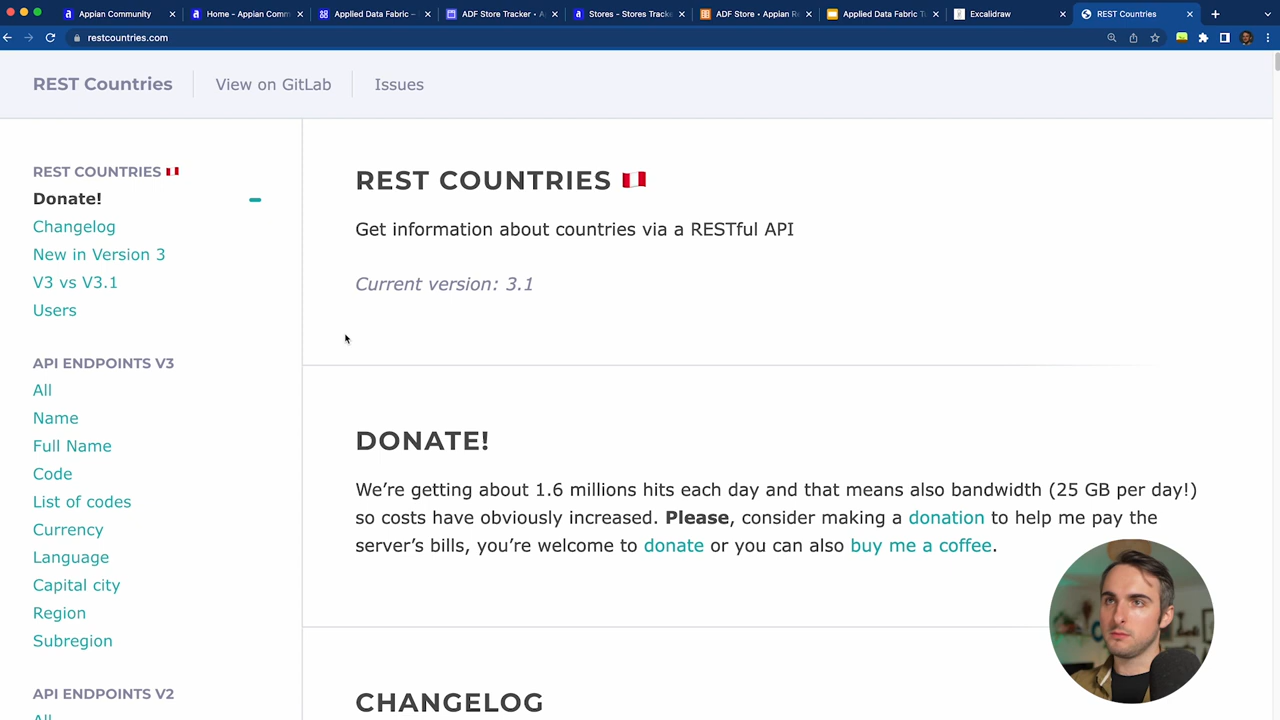 Appian Community
Home - Appian Comm
Applied Data Fabric –
ADF Store Tracker • A
Stores - Stores Track
ADF Store • Appian R
Applied Data Fabric T
Excalidraw
REST Countries
restcountries.com
REST Countries
View on GitLab
Issues
REST COUNTRIES 🇵🇪
Donate!
Changelog
New in Version 3
V3 vs V3.1
Users
API ENDPOINTS V3
All
Name
Full Name
Code
List of codes
Currency
Language
Capital city
Region
Subregion
API ENDPOINTS V2
All
REST COUNTRIES 🇵🇪
Get information about countries via a RESTful API
Current version: 3.1
DONATE!
We’re getting about 1.6 millions hits each day and that means also bandwidth (25 GB per day!)
so costs have obviously increased. Please, consider making a donation to help me pay the
server’s bills, you’re welcome to donate or you can also buy me a coffee.
CHANGELOG